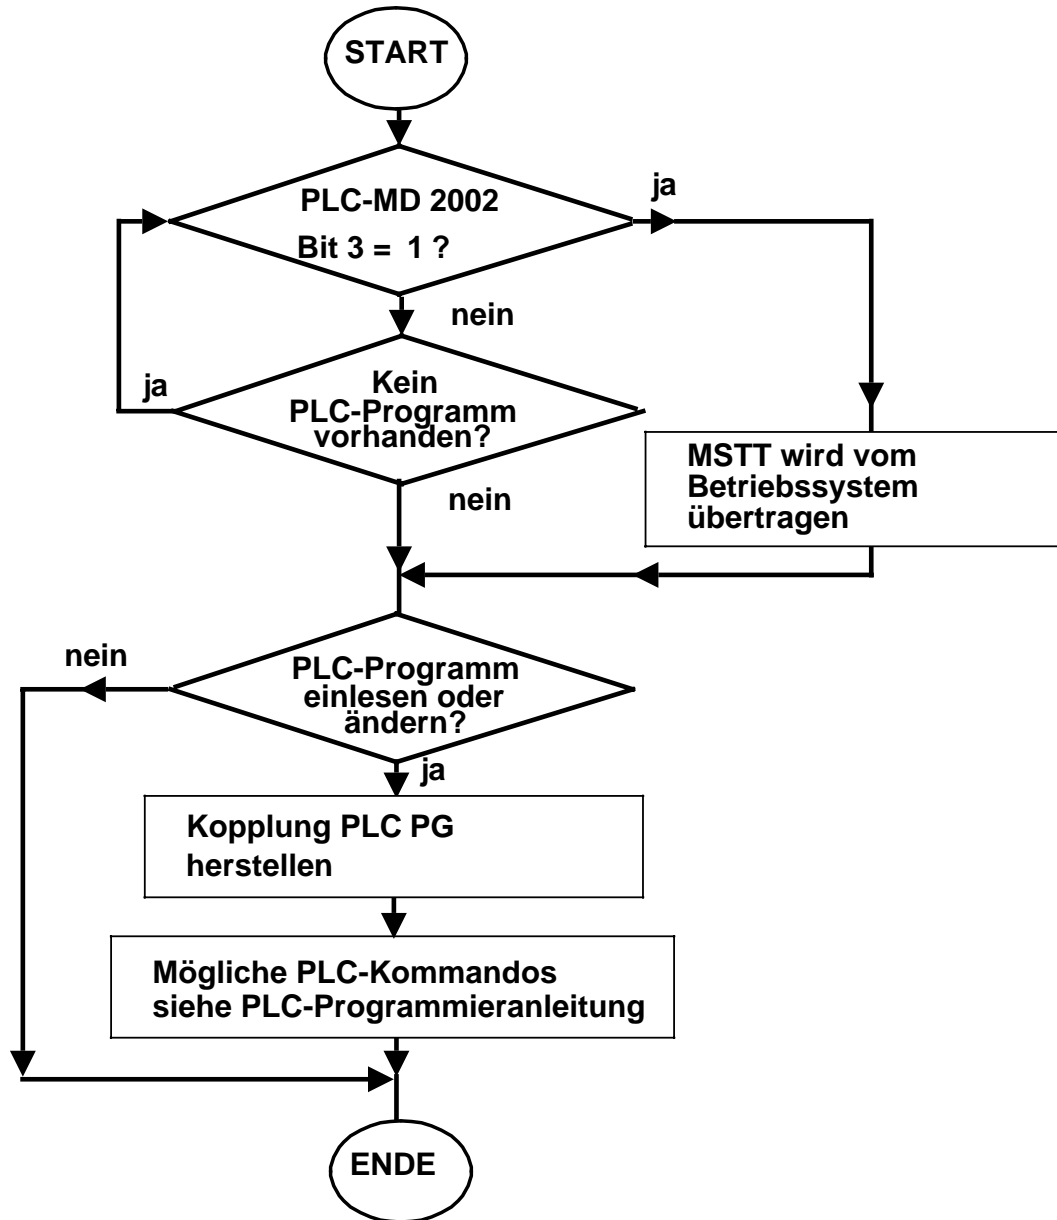 START
PLC-MD 2002
Bit 3 = 1 ?
ja
nein
ja
Kein
PLC-Programm
vorhanden?
nein
MSTT wird vom
Betriebssystem
übertragen
nein
PLC-Programm
einlesen oder
ändern?
ja
Kopplung PLC PG
herstellen
Mögliche PLC-Kommandos
siehe PLC-Programmieranleitung
ENDE